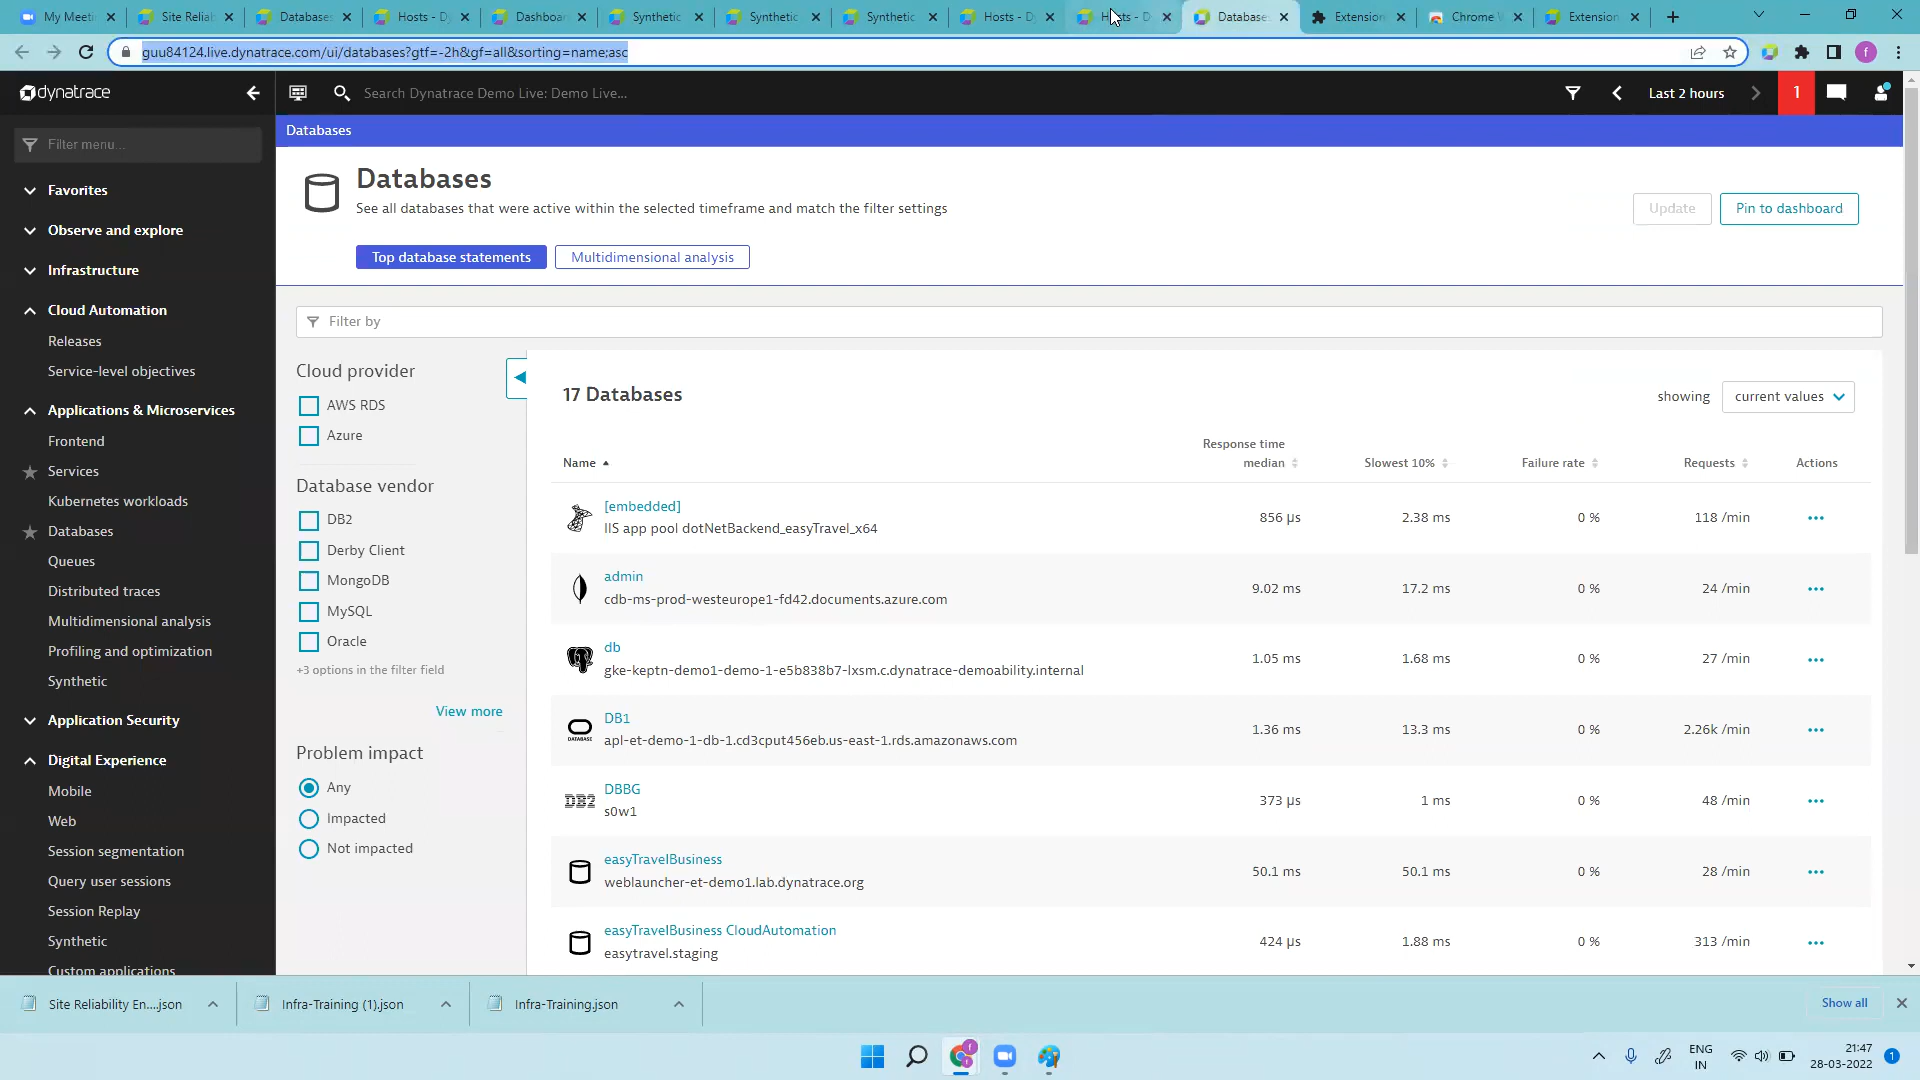 My Meeti
Site Reliab
Databases
Hosts - Dy
Dashboar
Synthetic
Synthetic
Synthetic
Hosts - D
Hosts - D
Databases
Extension
Chrome W
Extension
guu84124.live.dynatrace.com/ui/databases?gtf=-2h&gf=all&sorting=name;asc
f
dynatrace
Search Dynatrace Demo Live: Demo Live...
Last 2 hours
1
Filter menu...
Favorites
Observe and explore
Infrastructure
Cloud Automation
Releases
Service-level objectives
Applications & Microservices
Frontend
Services
Kubernetes workloads
Databases
Queues
Distributed traces
Multidimensional analysis
Profiling and optimization
Synthetic
Application Security
Digital Experience
Mobile
Web
Session segmentation
Query user sessions
Session Replay
Synthetic
Custom applications
Databases
Databases
See all databases that were active within the selected timeframe and match the filter settings
Update
Pin to dashboard
Top database statements
Multidimensional analysis
Filter by
Cloud provider
AWS RDS
Azure
Database vendor
DB2
Derby Client
MongoDB
MySQL
Oracle
+3 options in the filter field
View more
Problem impact
Any
Impacted
Not impacted
17 Databases
showing
current values
Name
Response time
median
Slowest 10%
Failure rate
Requests
Actions
[embedded]
IIS app pool dotNetBackend_easyTravel_x64
856 µs
2.38 ms
0 %
118 /min
admin
cdb-ms-prod-westeurope1-fd42.documents.azure.com
9.02 ms
17.2 ms
0 %
24 /min
db
gke-keptn-demo1-demo-1-e5b838b7-lxsm.c.dynatrace-demoability.internal
1.05 ms
1.68 ms
0 %
27 /min
DATABASE
DB1
apl-et-demo-1-db-1.cd3cput456eb.us-east-1.rds.amazonaws.com
1.36 ms
13.3 ms
0 %
2.26k /min
DB2
DBBG
s0w1
373 µs
1 ms
0 %
48 /min
easyTravelBusiness
weblauncher-et-demo1.lab.dynatrace.org
50.1 ms
50.1 ms
0 %
28 /min
easyTravelBusiness CloudAutomation
easytravel.staging
424 µs
1.88 ms
0 %
313 /min
Site Reliability En....json
Infra-Training (1).json
Infra-Training.json
Show all
ENG
IN
21:47
28-03-2022
1